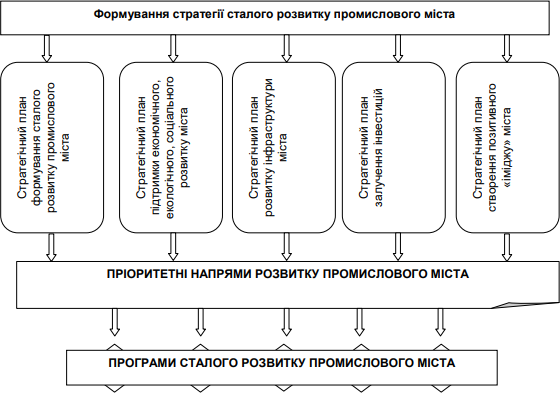 Формування стратегії сталого розвитку промислового міста
Стратегічний план
формування сталого
розвитку промислового
міста
Стратегічний план
підтримки економічного,
екологічного, соціального
розвитку міста
Стратегічний план
розвитку інфраструктури
міста
Стратегічний план
залучення інвестицій
Стратегічний план
створення позитивного
«іміджу» міста
ПРІОРИТЕТНІ НАПРЯМИ РОЗВИТКУ ПРОМИСЛОВОГО МІСТА
ПРОГРАМИ СТАЛОГО РОЗВИТКУ ПРОМИСЛОВОГО МІСТА